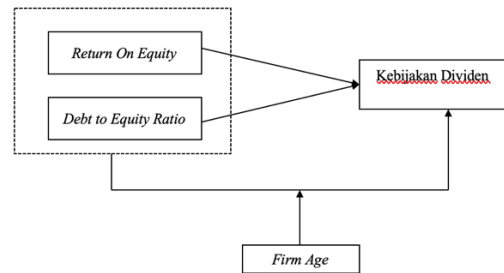 Return On Equity
Kebijakan Dividen
Debt to Equity Ratio
Firm Age